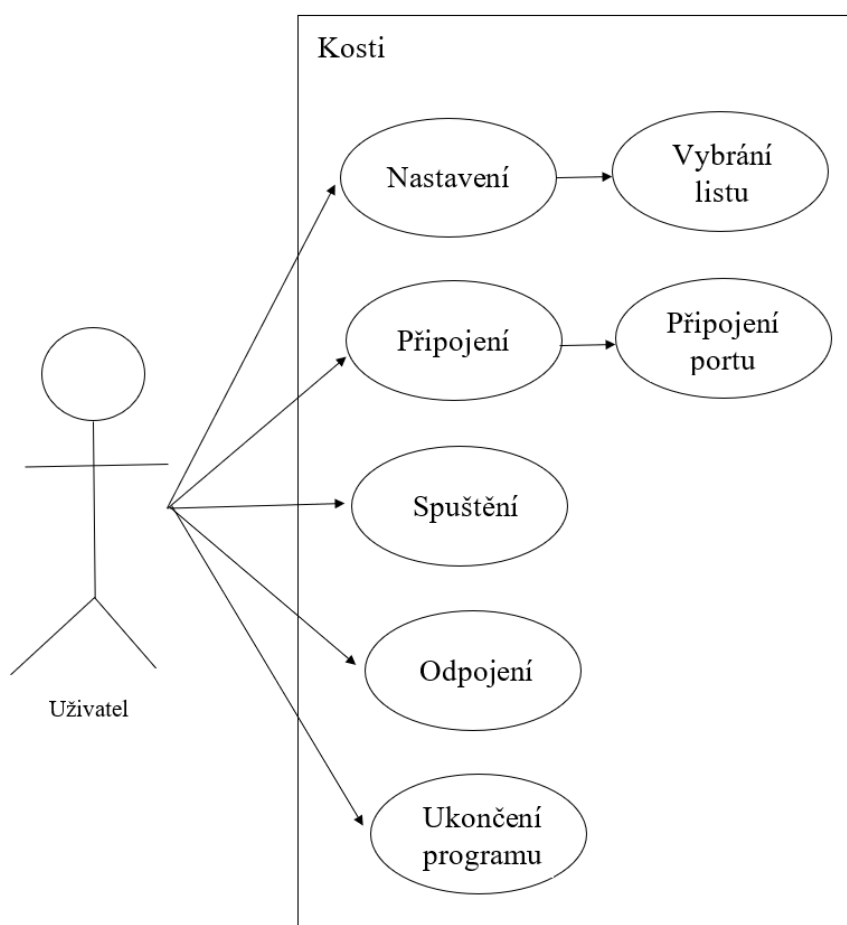 Kosti
Nastavení
Vybrání
listu
Připojení
Připojení
portu
Spuštění
Odpojení
Uživatel
Ukončení
programu